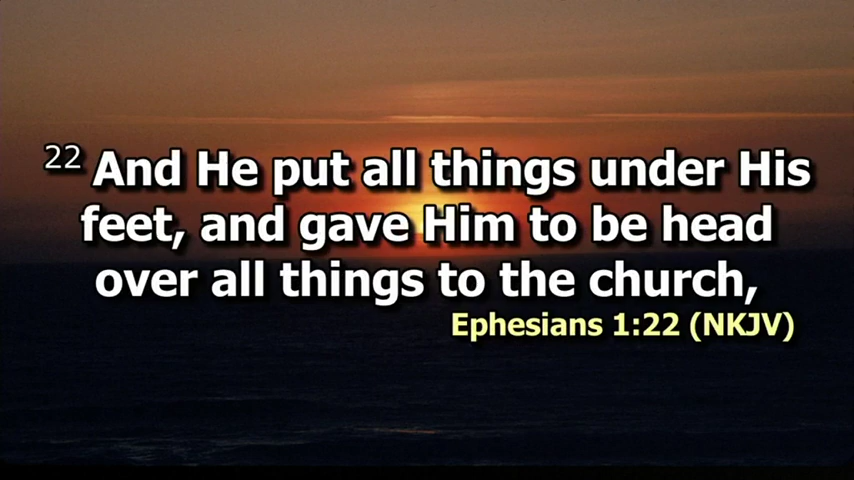 22 And He put all things under His
feet, and gave Him to be head
over all things to the church,
Ephesians 1:22 (NKJV)